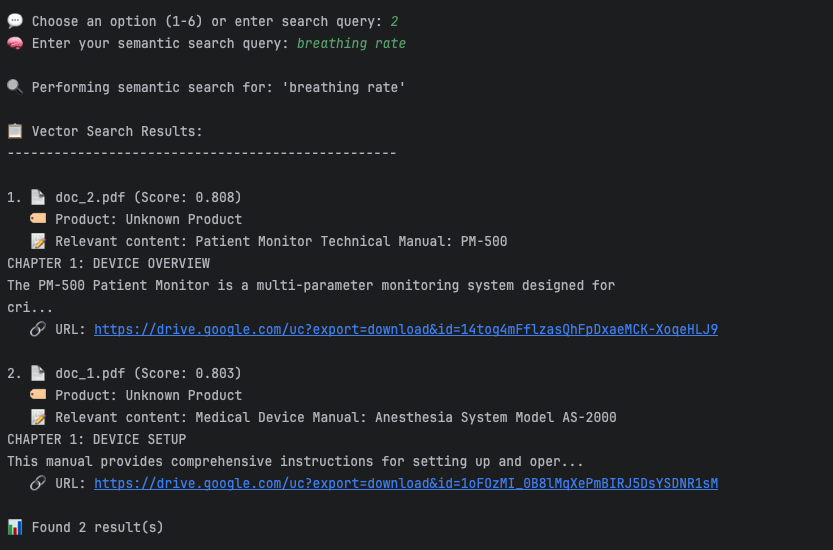 💬 Choose an option (1-6) or enter search query: 2
🧠 Enter your semantic search query: breathing rate
🔍 Performing semantic search for: 'breathing rate'
📋 Vector Search Results:
--------------------------------------------------
1. 📄 doc_2.pdf (Score: 0.808)
🏷️ Product: Unknown Product
📝 Relevant content: Patient Monitor Technical Manual: PM-500
CHAPTER 1: DEVICE OVERVIEW
The PM-500 Patient Monitor is a multi-parameter monitoring system designed for
cri...
🔗 URL: https://drive.google.com/uc?export=download&id=14toq4mFflzasQhFpDxaeMCK-XoqeHLJ9
2. 📄 doc_1.pdf (Score: 0.803)
🏷️ Product: Unknown Product
📝 Relevant content: Medical Device Manual: Anesthesia System Model AS-2000
CHAPTER 1: DEVICE SETUP
This manual provides comprehensive instructions for setting up and oper...
🔗 URL: https://drive.google.com/uc?export=download&id=1oFOzMI_0B8lMqXePmBIRJ5DsYSDNR1sM
📊 Found 2 result(s)